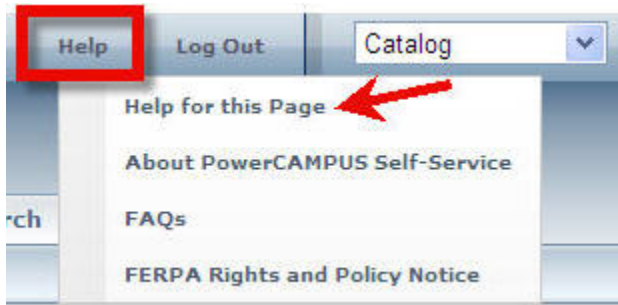 Help Log Out Catalog
Help for this Page
About PowerCAMPUS Self-Service
rch FAQs
FERPA Rights and Policy Notice